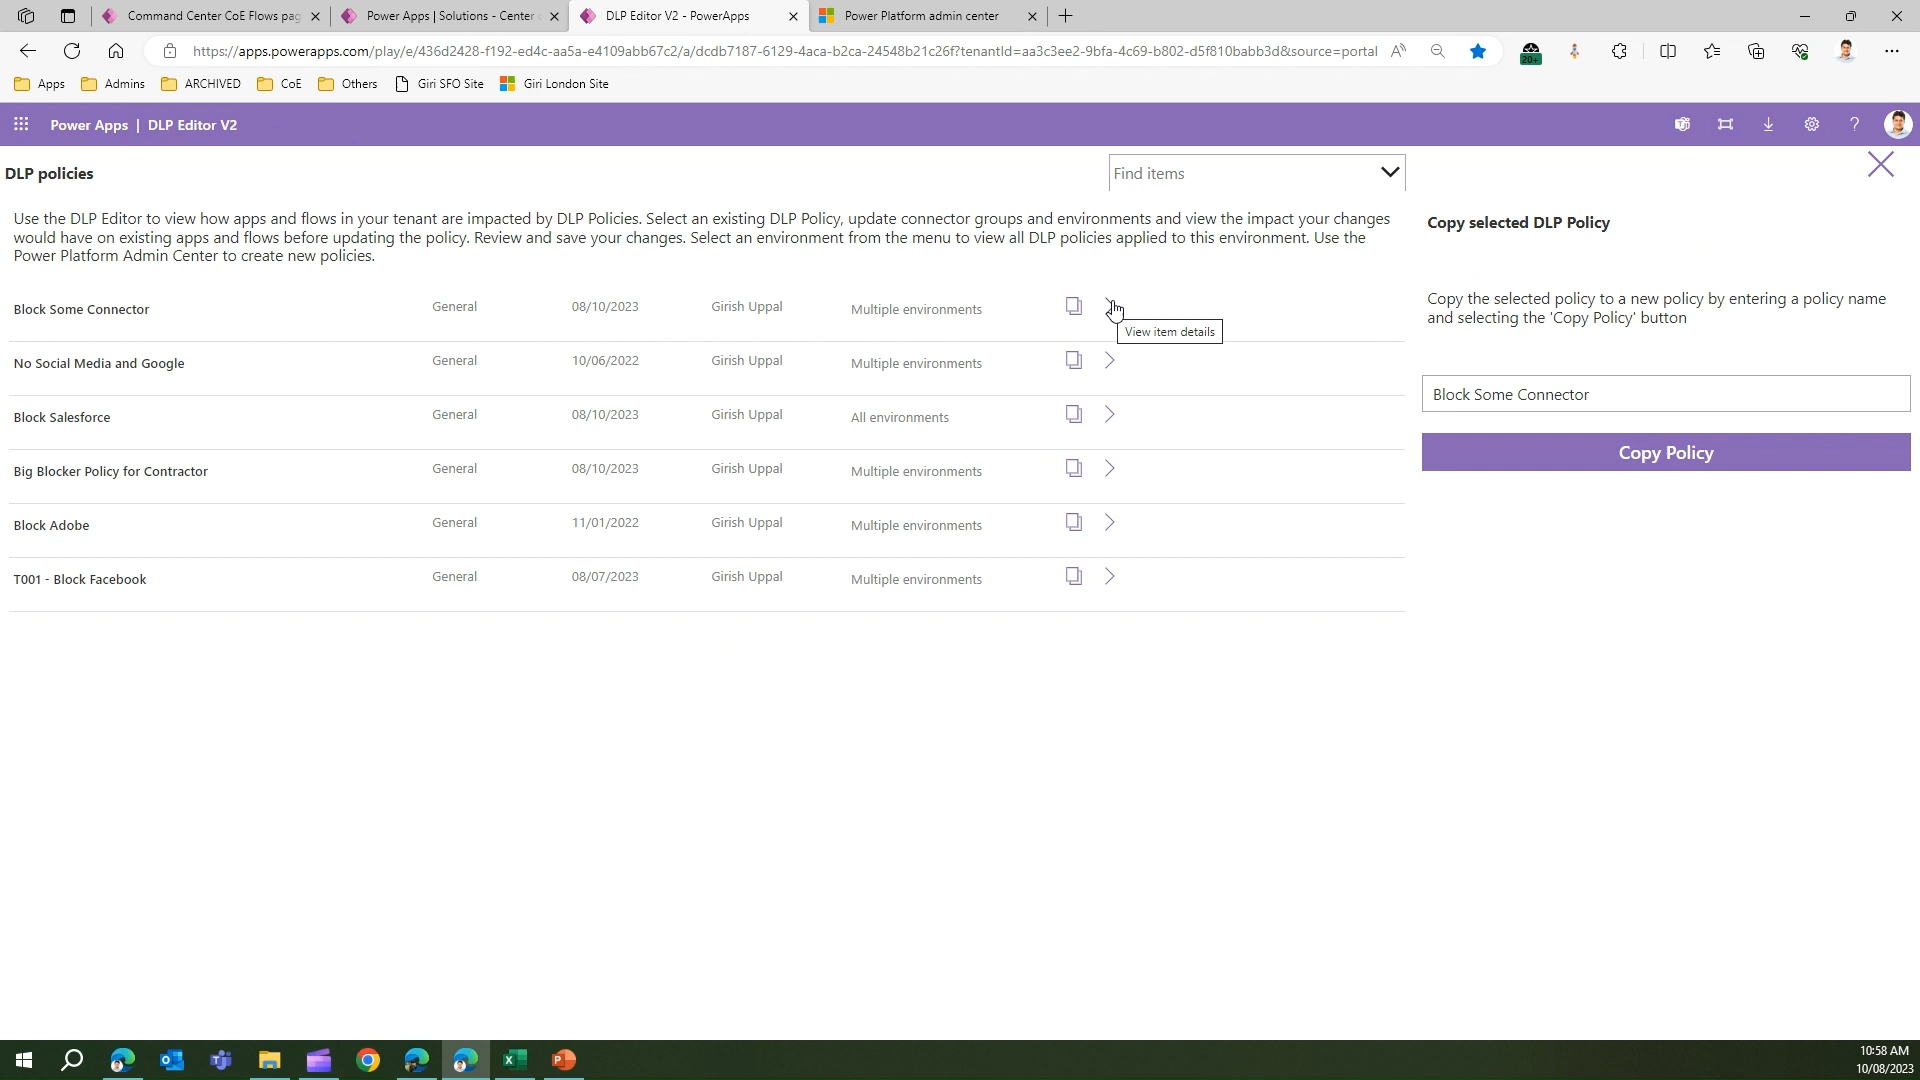 Command Center CoE Flows pag
Power Apps | Solutions - Center
DLP Editor V2 - PowerApps
Power Platform admin center
https://apps.powerapps.com/play/e/436d2428-f192-ed4c-aa5a-e4109abb67c2/a/dcdb7187-6129-4aca-b2ca-24548b21c26f?tenantId=aa3c3ee2-9bfa-4c69-b802-d5f810babb3d&source=portal
20+
Apps
Admins
ARCHIVED
CoE
Others
Giri SFO Site
Giri London Site
Power Apps | DLP Editor V2
DLP policies
Find items
Use the DLP Editor to view how apps and flows in your tenant are impacted by DLP Policies. Select an existing DLP Policy, update connector groups and environments and view the impact your changes
would have on existing apps and flows before updating the policy. Review and save your changes. Select an environment from the menu to view all DLP policies applied to this environment. Use the
Power Platform Admin Center to create new policies.
Block Some Connector General 08/10/2023 Girish Uppal Multiple environments
View item details
No Social Media and Google General 10/06/2022 Girish Uppal Multiple environments
Block Salesforce General 08/10/2023 Girish Uppal All environments
Big Blocker Policy for Contractor General 08/10/2023 Girish Uppal Multiple environments
Block Adobe General 11/01/2022 Girish Uppal Multiple environments
T001 - Block Facebook General 08/07/2023 Girish Uppal Multiple environments
Copy selected DLP Policy
Copy the selected policy to a new policy by entering a policy name
and selecting the 'Copy Policy' button
Block Some Connector
Copy Policy
10:58 AM
10/08/2023